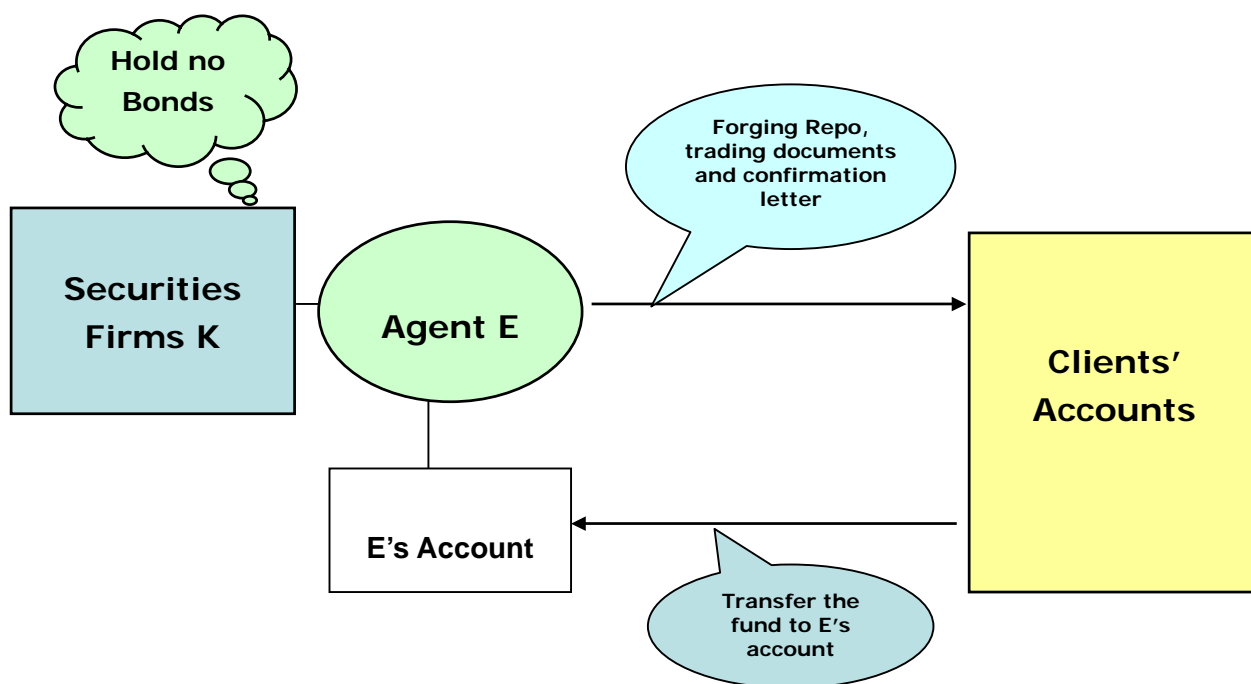 Hold no
Bonds
Forging Repo,
trading documents
and confirmation
letter
Securities
Firms K
Agent E
Clients’
Accounts
E’s Account
Transfer the
fund to E’s
account